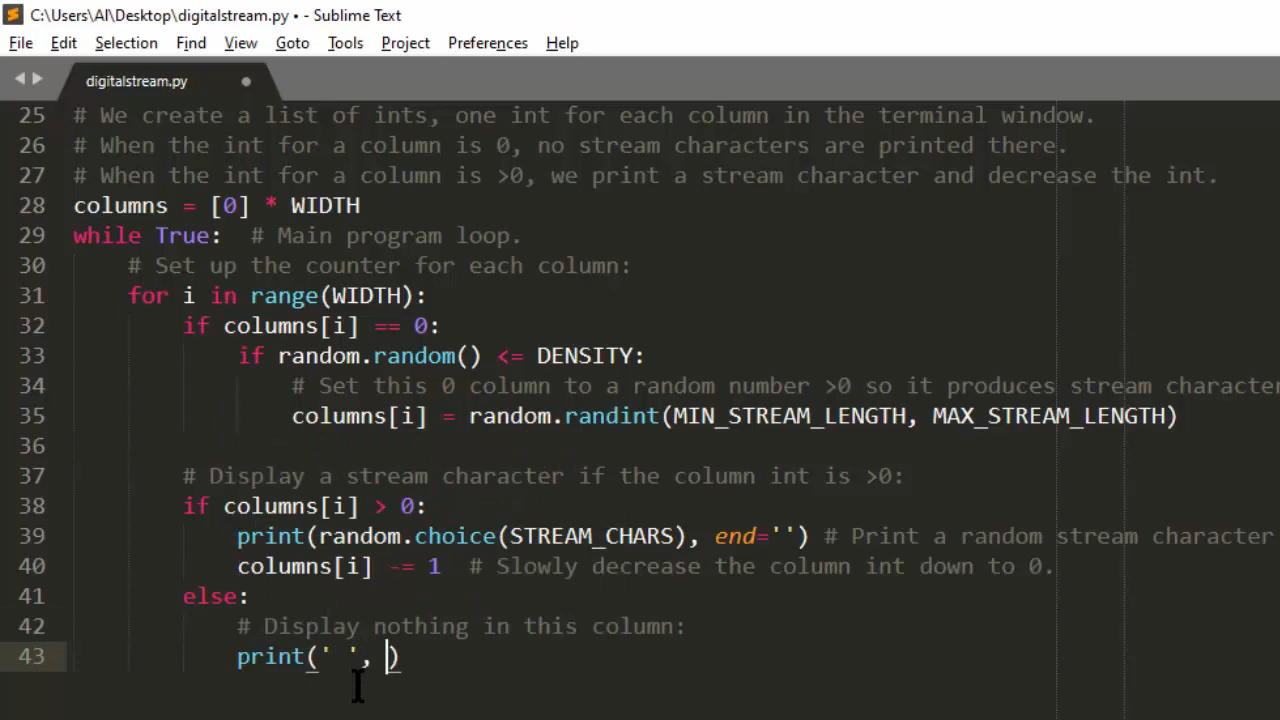 C:\Users\Al\Desktop\digitalstream.py • - Sublime Text
File Edit Selection Find View Goto Tools Project Preferences Help
digitalstream.py
25 # We create a list of ints, one int for each column in the terminal window.
26 # When the int for a column is 0, no stream characters are printed there.
27 # When the int for a column is >0, we print a stream character and decrease the int.
28 columns = [0] * WIDTH
29 while True:  # Main program loop.
30     # Set up the counter for each column:
31     for i in range(WIDTH):
32         if columns[i] == 0:
33             if random.random() <= DENSITY:
34                 # Set this 0 column to a random number >0 so it produces stream character
35                 columns[i] = random.randint(MIN_STREAM_LENGTH, MAX_STREAM_LENGTH)
36
37         # Display a stream character if the column int is >0:
38         if columns[i] > 0:
39             print(random.choice(STREAM_CHARS), end='') # Print a random stream character
40             columns[i] -= 1  # Slowly decrease the column int down to 0.
41         else:
42             # Display nothing in this column:
43             print(' ', )